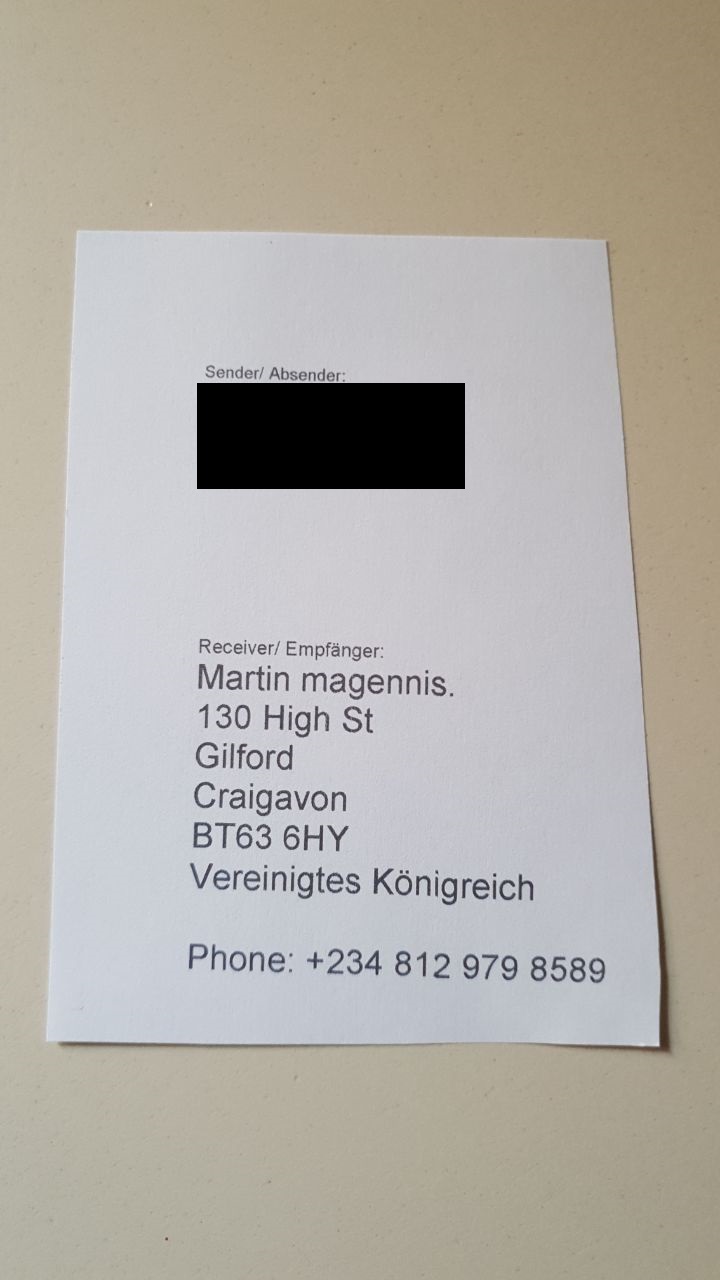 Sender/ Absender:
Receiver/ Empfänger:
Martin magennis.
130 High St
Gilford
Craigavon
BT63 6HY
Vereinigtes Königreich
Phone: +234 812 979 8589